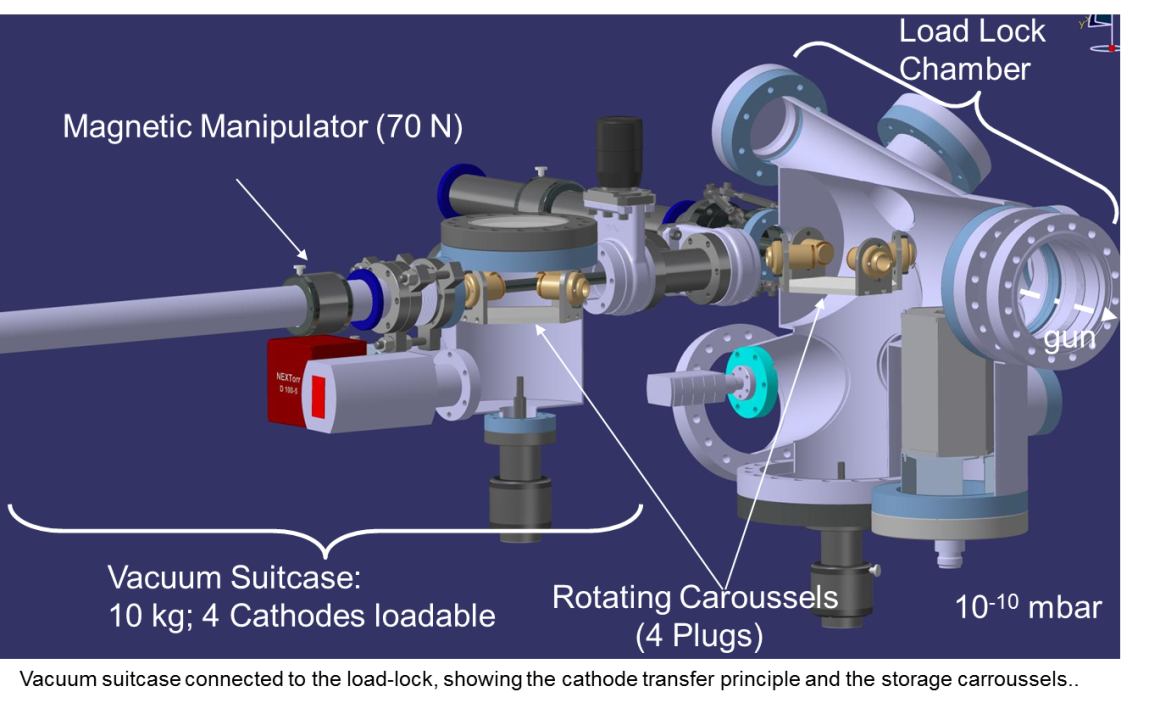 Load Lock
Chamber
Magnetic Manipulator (70 N)
NEXTorr
D 100-5
gun
Vacuum Suitcase:
10 kg; 4 Cathodes loadable
Rotating Caroussels
(4 Plugs)
10⁻¹⁰ mbar
Vacuum suitcase connected to the load-lock, showing the cathode transfer principle and the storage carroussels..